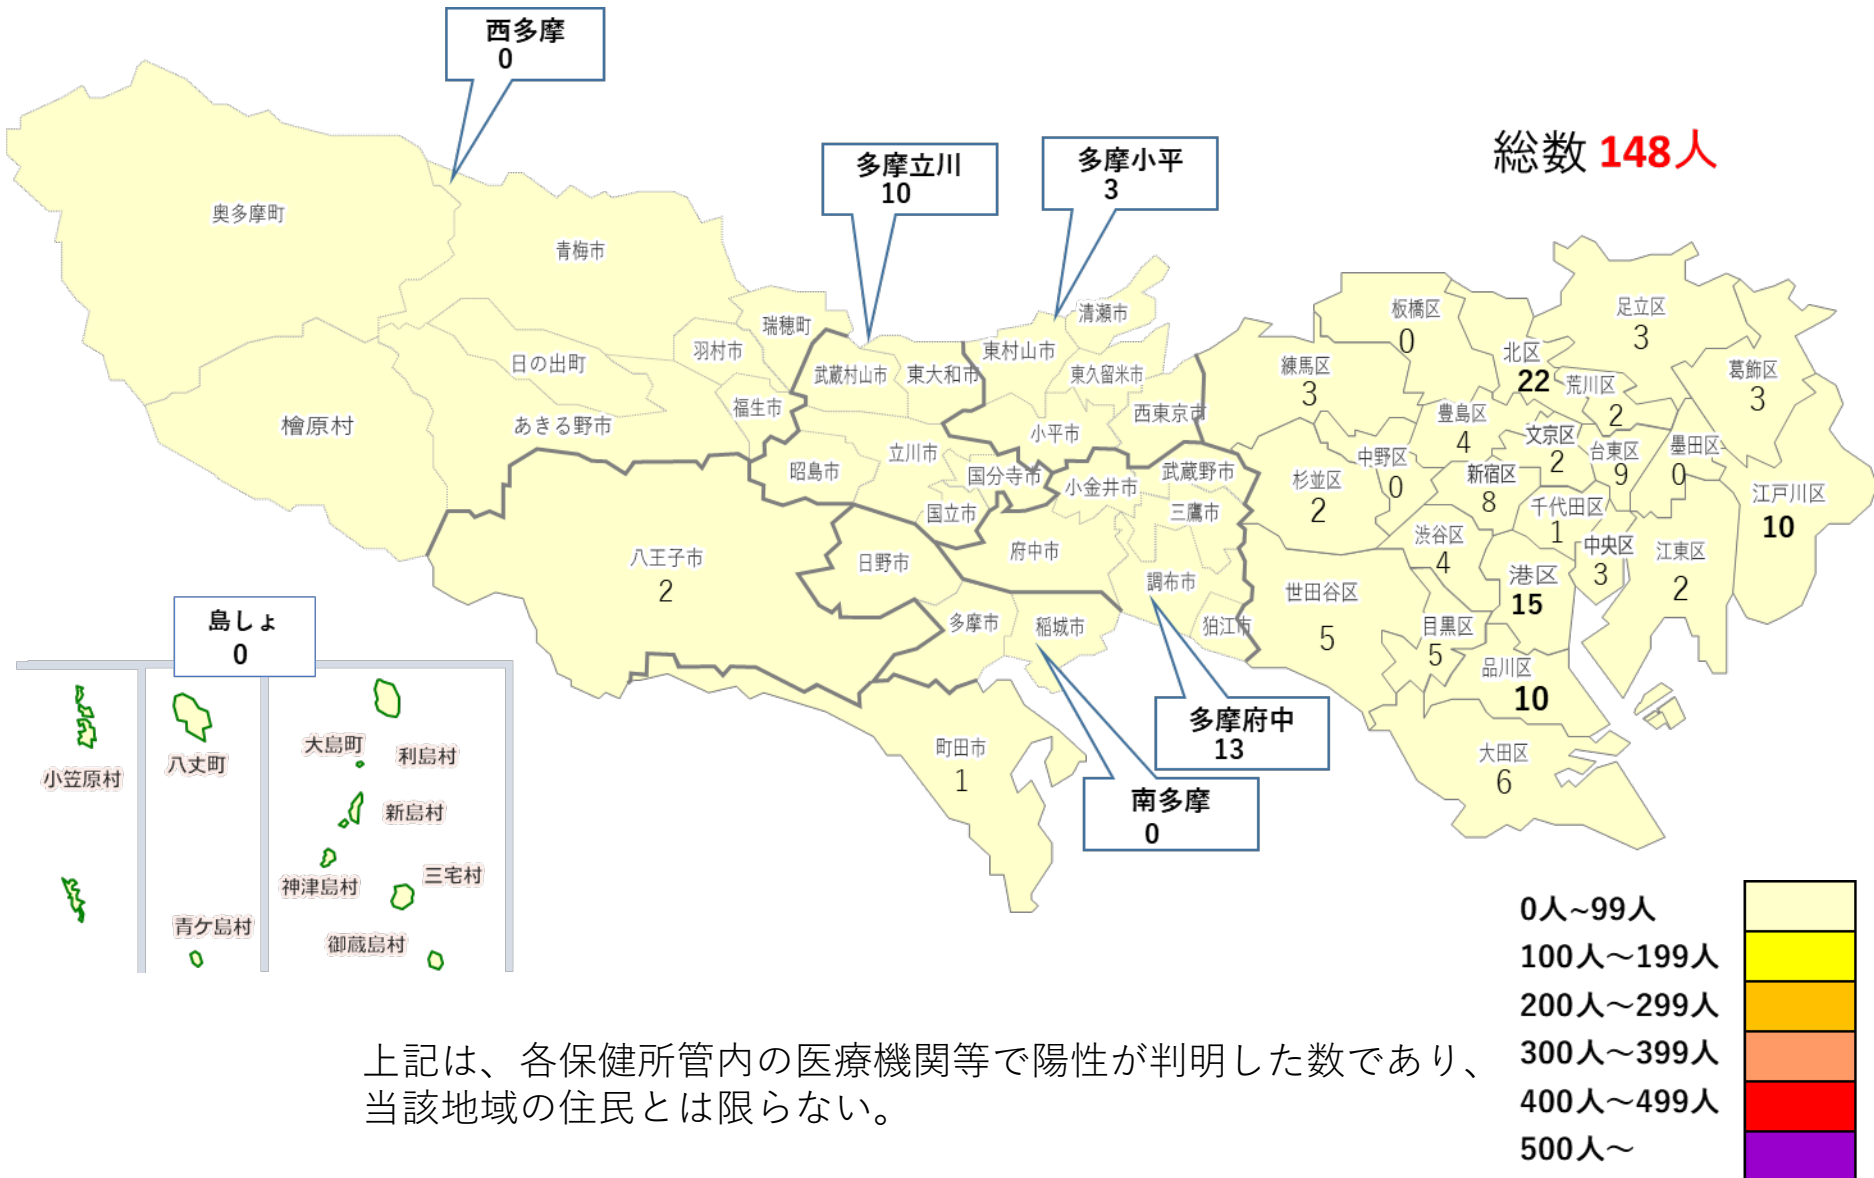 西多摩
0
多摩立川
10
多摩小平
3
総数 148人
奥多摩町
青梅市
瑞穂町
羽村市
日の出町
福生市
あきる野市
檜原村
武蔵村山市
東大和市
東村山市
清瀬市
東久留米市
西東京市
小平市
立川市
昭島市
国分寺市
国立市
小金井市
武蔵野市
三鷹市
府中市
調布市
狛江市
八王子市
2
日野市
多摩市
稲城市
町田市
1
多摩府中
13
南多摩
0
板橋区
0
練馬区
3
北区
22
足立区
3
葛飾区
3
荒川区
2
豊島区
4
文京区
2
台東区
9
墨田区
0
中野区
0
杉並区
2
新宿区
8
千代田区
1
江戸川区
10
渋谷区
4
中央区
3
江東区
2
港区
15
世田谷区
5
目黒区
5
品川区
10
大田区
6
島しょ
0
小笠原村
八丈町
青ケ島村
大島町
利島村
新島村
神津島村
三宅村
御蔵島村
0人~99人
100人～199人
200人～299人
300人～399人
400人～499人
500人～
上記は、各保健所管内の医療機関等で陽性が判明した数であり、
当該地域の住民とは限らない。